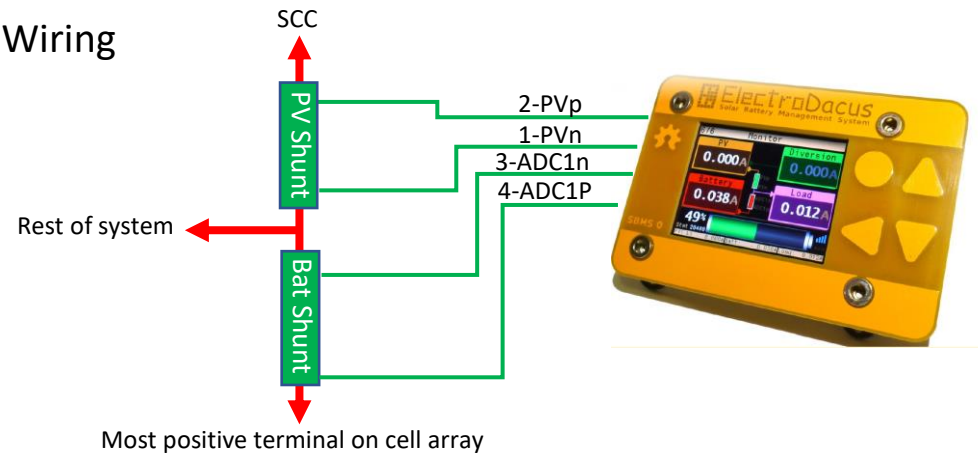 Wiring
SCC
PV Shunt
2-PVp
1-PVn
3-ADC1n
4-ADC1P
Rest of system
Bat Shunt
Most positive terminal on cell array
ElectroDacus
Solar Battery Management System
Monitor
PV
0.000A
Diversion
0.000A
Battery
0.038A
Load
0.012A
49%
SBMS 0